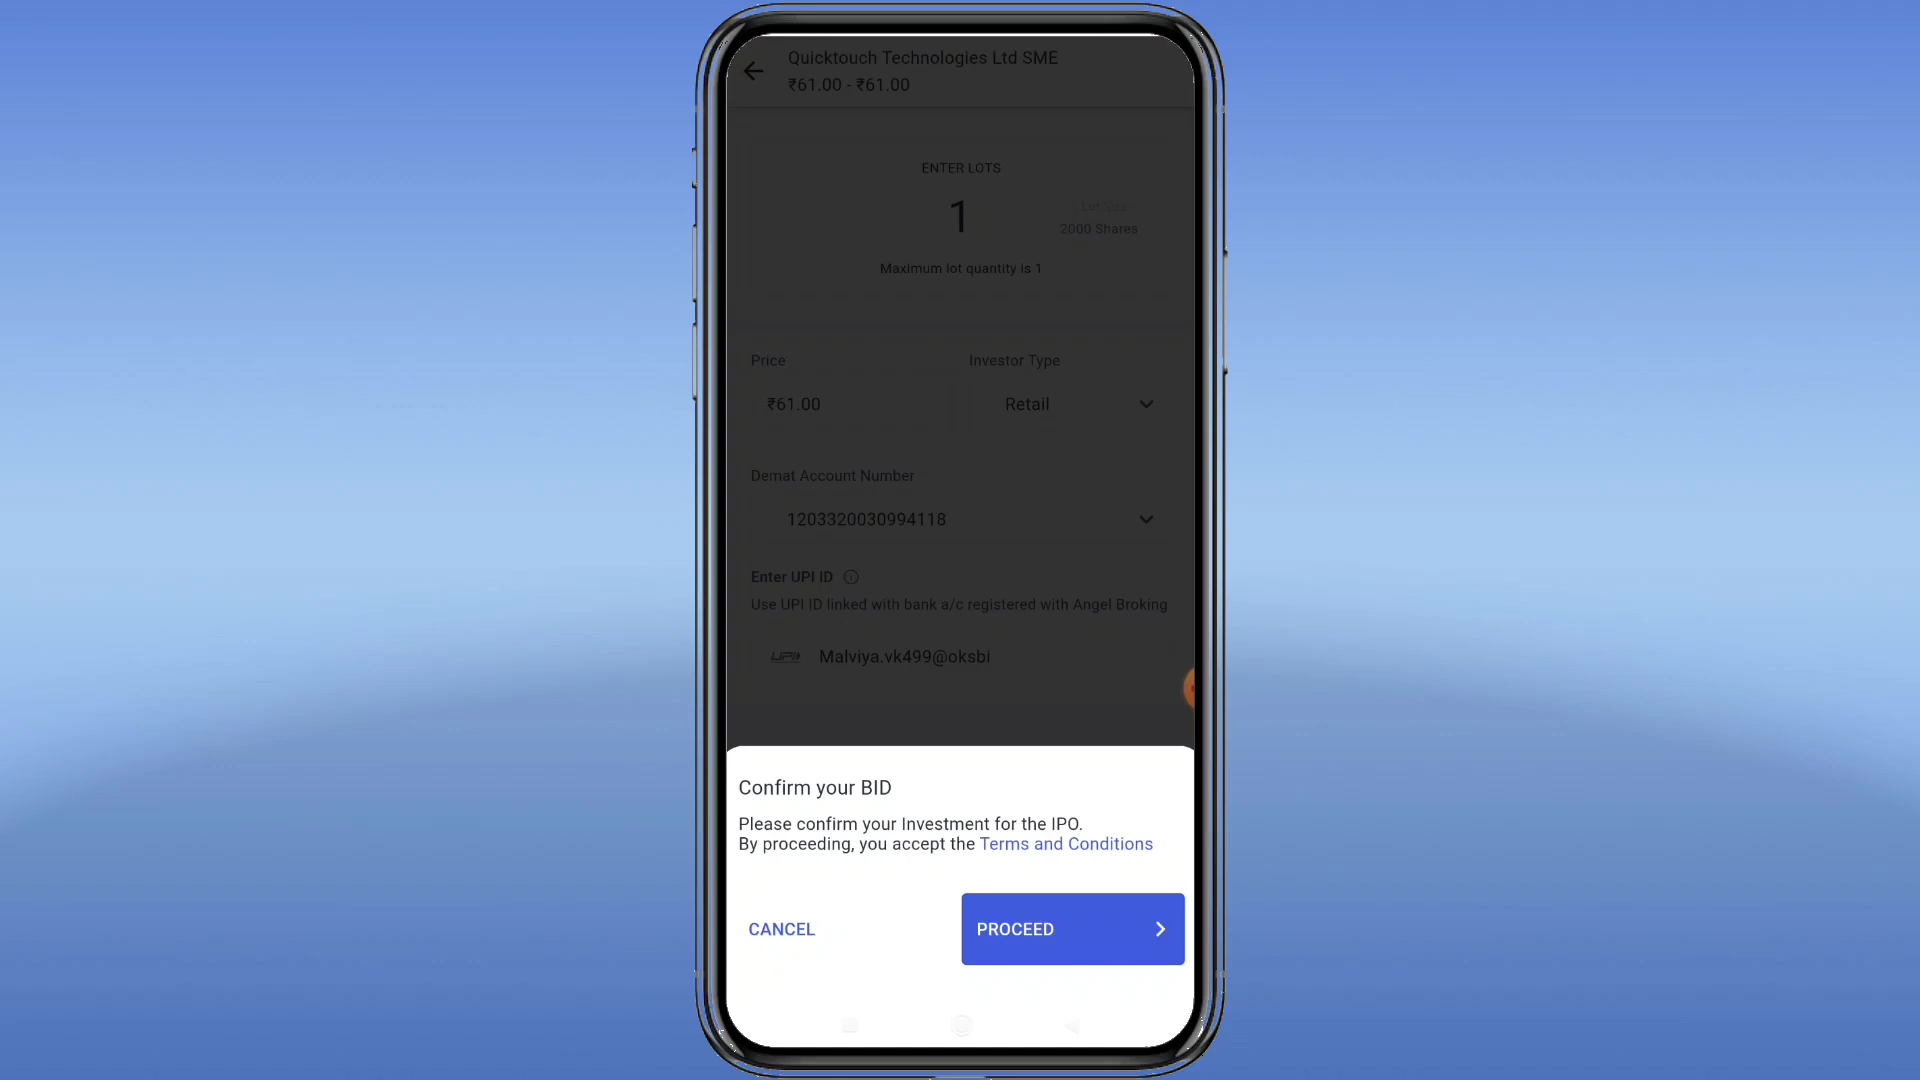 Quicktouch Technologies Ltd SME
₹61.00 - ₹61.00
ENTER LOTS
1
Lot Size
2000 Shares
Maximum lot quantity is 1
Price
Investor Type
₹61.00
Retail
Demat Account Number
1203320030994118
Enter UPI ID
Use UPI ID linked with bank a/c registered with Angel Broking
UPI Malviya.vk499@oksbi
Confirm your BID
Please confirm your Investment for the IPO.
By proceeding, you accept the Terms and Conditions
CANCEL
PROCEED